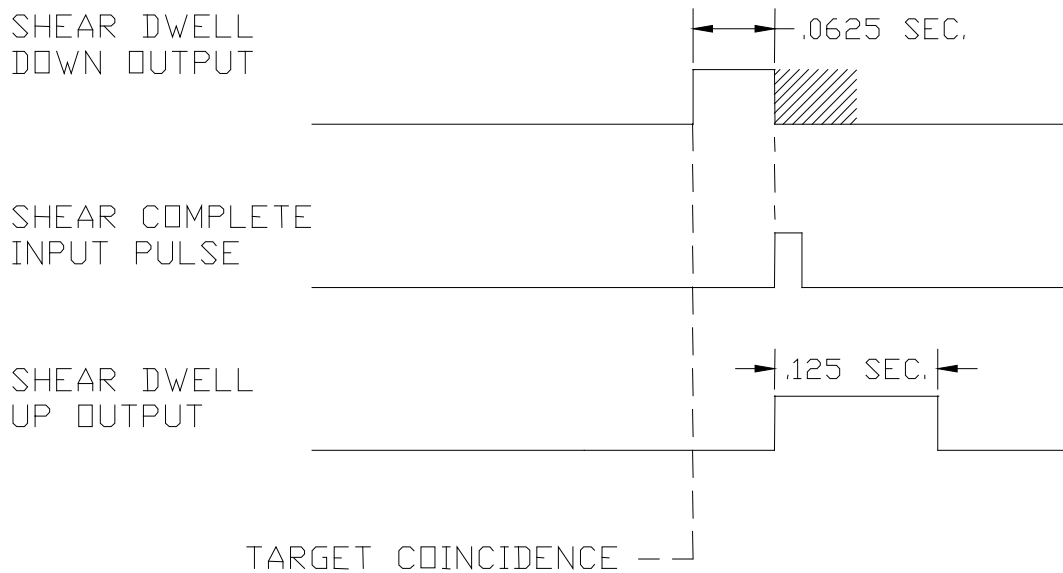 SHEAR DWELL
DOWN OUTPUT
.0625 SEC.
SHEAR COMPLETE
INPUT PULSE
SHEAR DWELL
UP OUTPUT
.125 SEC.
TARGET COINCIDENCE